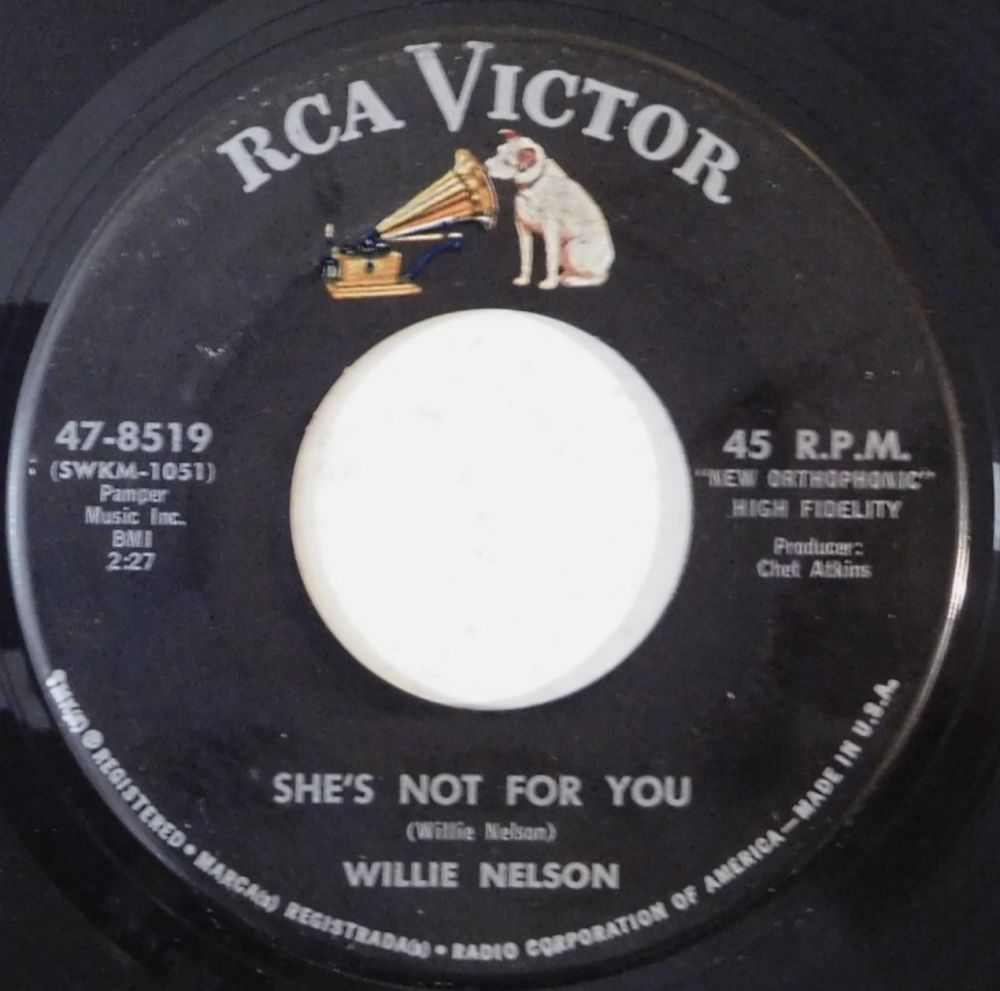 RCA VICTOR
47-8519
(SWKM-1051)
Pamper
Music Inc.
BMI
2:27
45 R.P.M.
"NEW ORTHOPHONIC"
HIGH FIDELITY
Producer:
Chet Atkins
SHE'S NOT FOR YOU
(Willie Nelson)
WILLIE NELSON
TMK(s) ® REGISTERED • MARCA(s) REGISTRADA(s) • RADIO CORPORATION OF AMERICA—MADE IN U.S.A.